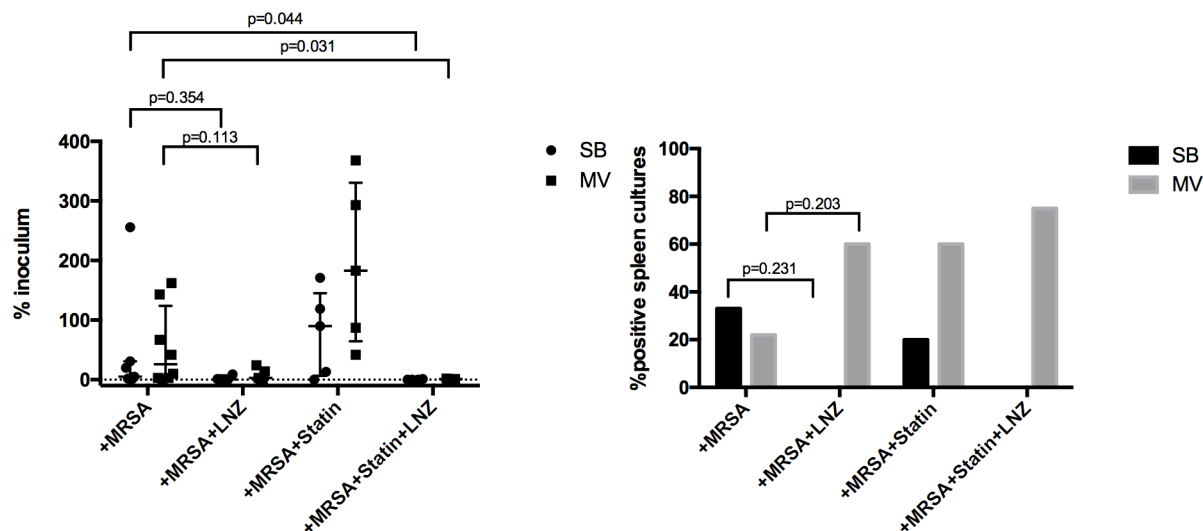 p=0.044
p=0.031
p=0.354
p=0.113
% inoculum
400
300
200
100
0
SB
MV
+MRSA
+MRSA+LNZ
+MRSA+Statin
+MRSA+Statin+LNZ
%positive spleen cultures
100
80
60
40
20
0
p=0.203
p=0.231
SB
MV
+MRSA
+MRSA+LNZ
+MRSA+Statin
+MRSA+Statin+LNZ